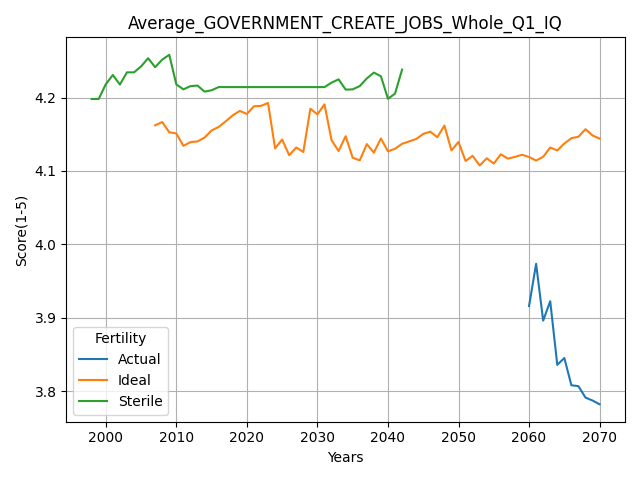 Average_GOVERNMENT_CREATE_JOBS_Whole_Q1_IQ
Score(1-5)
4.2
4.1
4.0
3.9
3.8
Fertility
Actual
Ideal
Sterile
2000 2010 2020 2030 2040 2050 2060 2070
Years